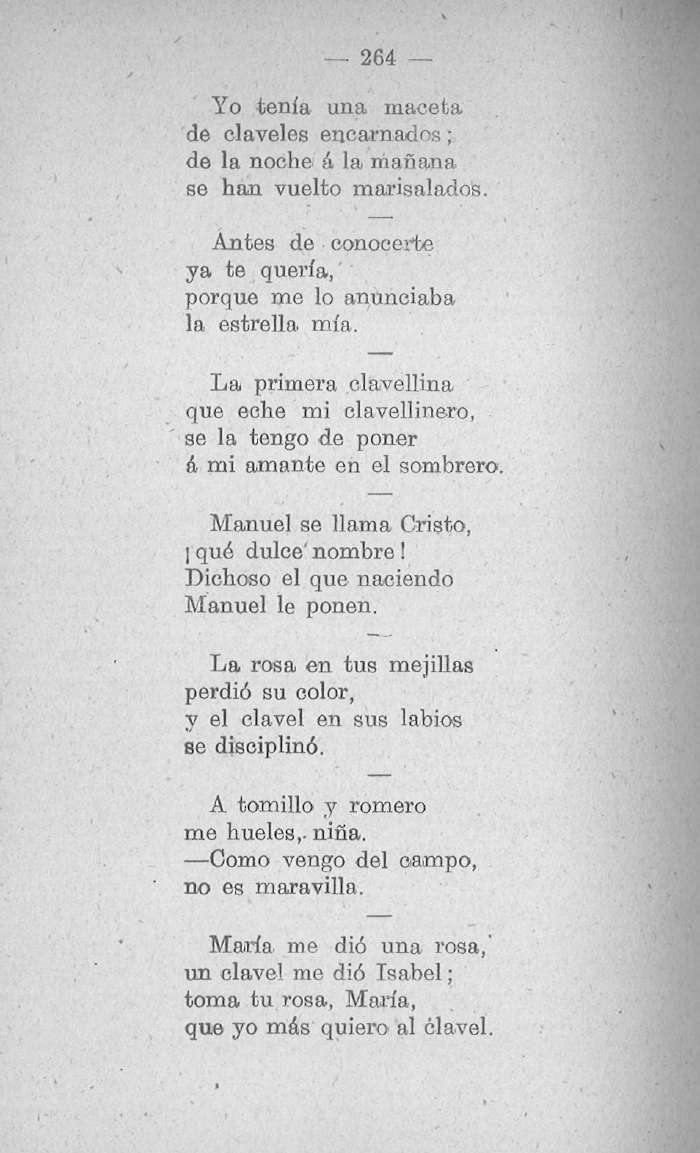 — 264 —
Yo tenía una maceta
de claveles encarnados;
de la noche á la mañana
se han vuelto marisalados.
—
Antes de conocerte
ya te quería,
porque me lo anunciaba
la estrella mía.
—
La primera clavellina
que eche mi clavellinero,
se la tengo de poner
á mi amante en el sombrero.
—
Manuel se llama Cristo,
¡qué dulce nombre!
Dichoso el que naciendo
Manuel le ponen.
—
La rosa en tus mejillas
perdió su color,
y el clavel en sus labios
se disciplinó.
—
A tomillo y romero
me hueles, niña.
—Como vengo del campo,
no es maravilla.
—
María me dió una rosa,
un clavel me dió Isabel;
toma tu rosa, María,
que yo más quiero al clavel.